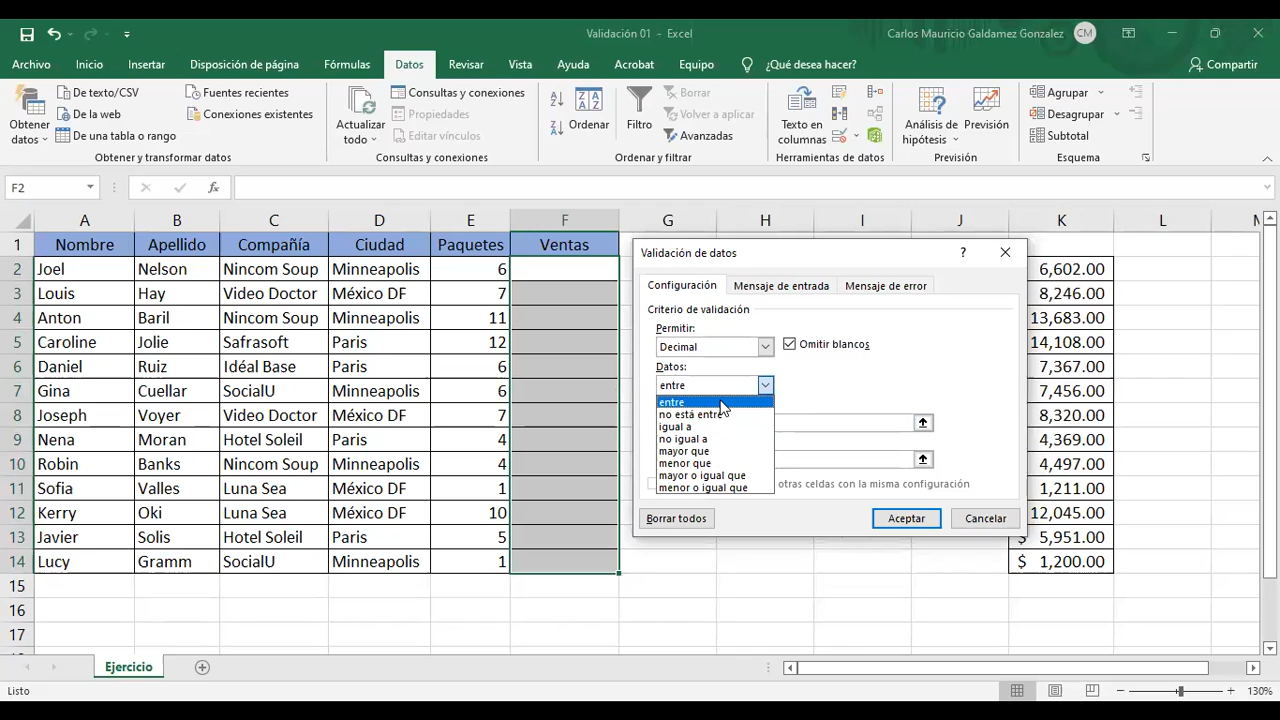 Validación 01 - Excel
Carlos Mauricio Galdamez Gonzalez CM
Archivo Inicio Insertar Disposición de página Fórmulas Datos Revisar Vista Ayuda Acrobat Equipo ¿Qué desea hacer? Compartir
Obtener datos
De texto/CSV
De la web
De una tabla o rango
Fuentes recientes
Conexiones existentes
Obtener y transformar datos
Actualizar todo
Consultas y conexiones
Propiedades
Editar vínculos
Consultas y conexiones
Ordenar
Filtro
Borrar
Volver a aplicar
Avanzadas
Ordenar y filtrar
Texto en columnas
Herramientas de datos
Análisis de hipótesis
Previsión
Previsión
Agrupar
Desagrupar
Subtotal
Esquema
F2 fx
A B C D E F G H I J K L M
1 Nombre Apellido Compañía Ciudad Paquetes Ventas
2 Joel Nelson Nincom Soup Minneapolis 6 6,602.00
3 Louis Hay Video Doctor México DF 7 8,246.00
4 Anton Baril Nincom Soup Minneapolis 11 13,683.00
5 Caroline Jolie Safrasoft Paris 12 14,108.00
6 Daniel Ruiz Idéal Base Paris 6 7,367.00
7 Gina Cuellar SocialU Minneapolis 6 7,456.00
8 Joseph Voyer Video Doctor México DF 7 8,320.00
9 Nena Moran Hotel Soleil Paris 4 4,369.00
10 Robin Banks Nincom Soup Minneapolis 4 4,497.00
11 Sofia Valles Luna Sea México DF 1 1,211.00
12 Kerry Oki Luna Sea México DF 10 12,045.00
13 Javier Solis Hotel Soleil Paris 5 $ 5,951.00
14 Lucy Gramm SocialU Minneapolis 1 $ 1,200.00
15
16
17
Validación de datos ?
Configuración Mensaje de entrada Mensaje de error
Criterio de validación
Permitir:
Decimal Omitir blancos
Datos:
entre
entre
no está entre
igual a
no igual a
mayor que
menor que
mayor o igual que
menor o igual que
otras celdas con la misma configuración
Borrar todos Aceptar Cancelar
Ejercicio
Listo 130%